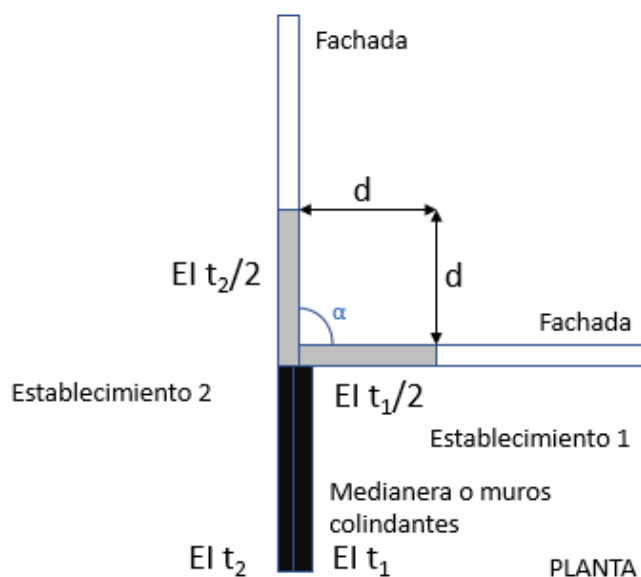 Fachada
d
d
EI t₂/2
α
Fachada
Establecimiento 2
EI t₁/2
Establecimiento 1
Medianera o muros
colindantes
EI t₂
EI t₁
PLANTA